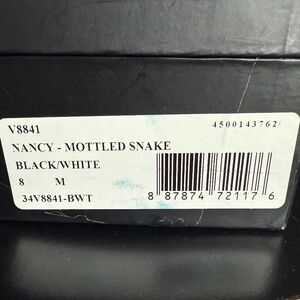 V8841 4500143762/
NANCY - MOTTLED SNAKE
BLACK/WHITE
8 M
34V8841-BWT
8 87874 72117 6